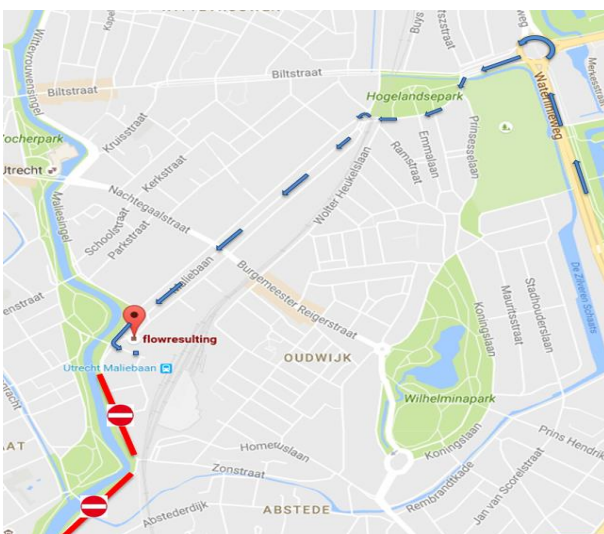 Biltstraat
Biltstraat
Hogelandsepark
Waterlinieweg
Wittevrouwensingel
Kruisstraat
Kerkstraat
Utrecht
Maliesingel
Nachtegaalstraat
Schoolstraat
Parkstraat
Ramstraat
Emmalaan
Prinsesselaan
Wolter Heukelslaan
Maliebaan
Burgemeester Reigerstraat
De Zilveren Schaats
Stadhouderslaan
Mauritsstraat
Koningslaan
flowresulting
OUDWIJK
Utrecht Maliebaan
Wilhelminapark
Homeruslaan
Zonstraat
Koningslaan
Prins Hendrik
Rembrandtkade
Jan van Scorelstraat
Abstederdijk
ABSTEDE